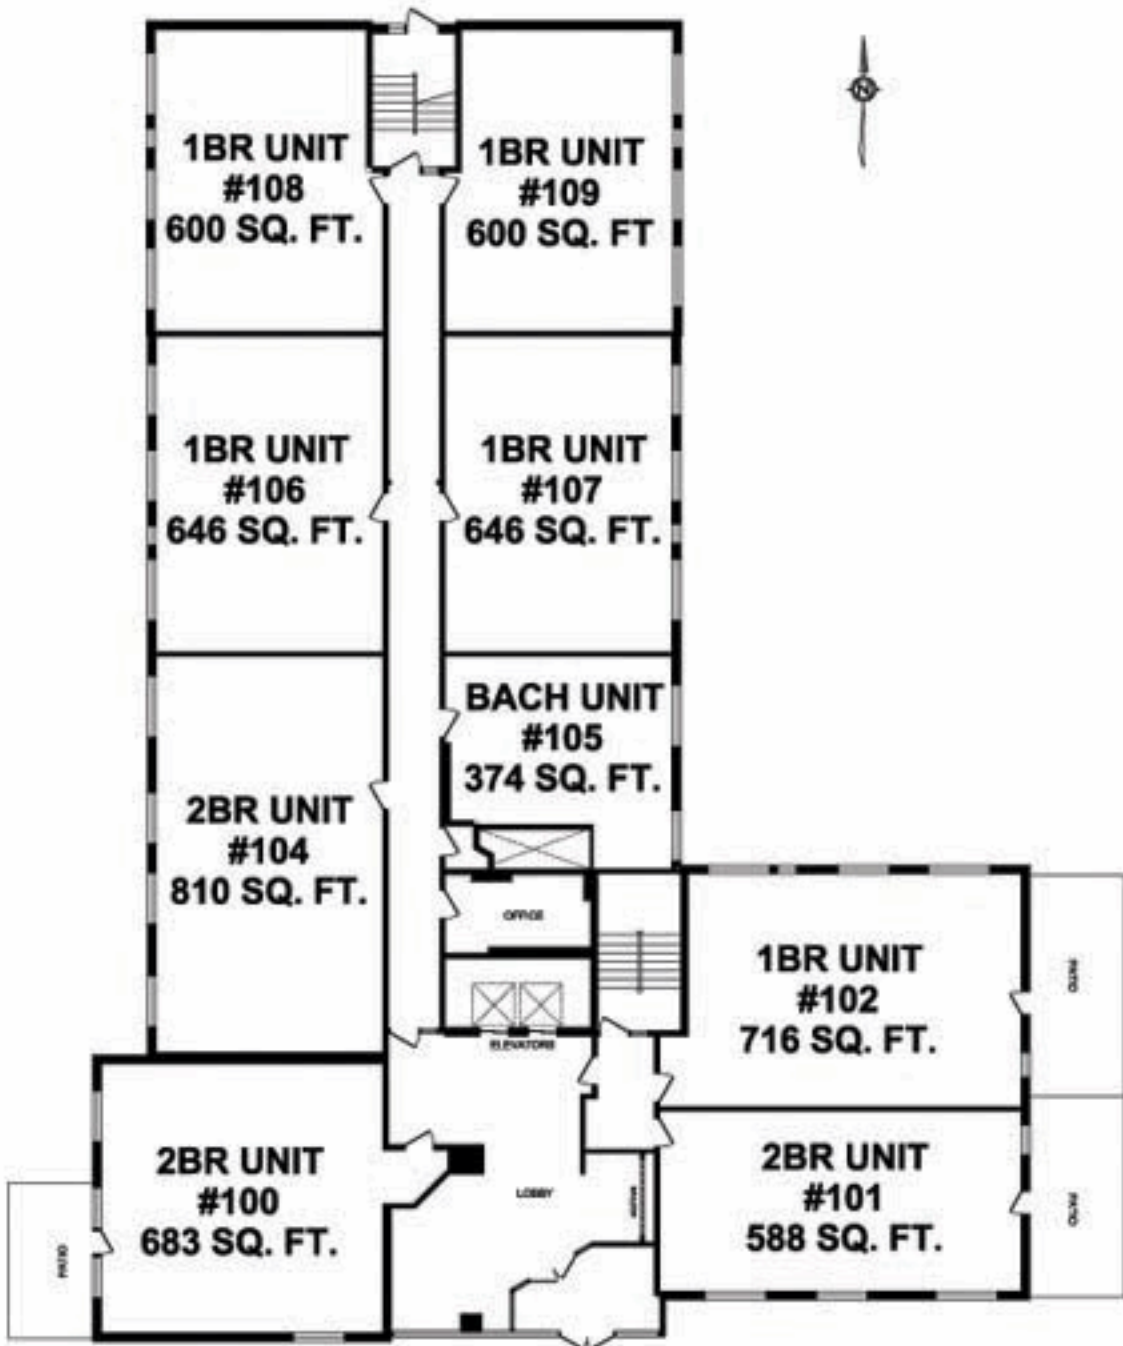 N
1BR UNIT
#108
600 SQ. FT.
1BR UNIT
#109
600 SQ. FT
1BR UNIT
#106
646 SQ. FT.
1BR UNIT
#107
646 SQ. FT.
BACH UNIT
#105
374 SQ. FT.
2BR UNIT
#104
810 SQ. FT.
OFFICE
ELEVATORS
1BR UNIT
#102
716 SQ. FT.
PATIO
2BR UNIT
#100
683 SQ. FT.
PATIO
LOBBY
2BR UNIT
#101
588 SQ. FT.
PATIO